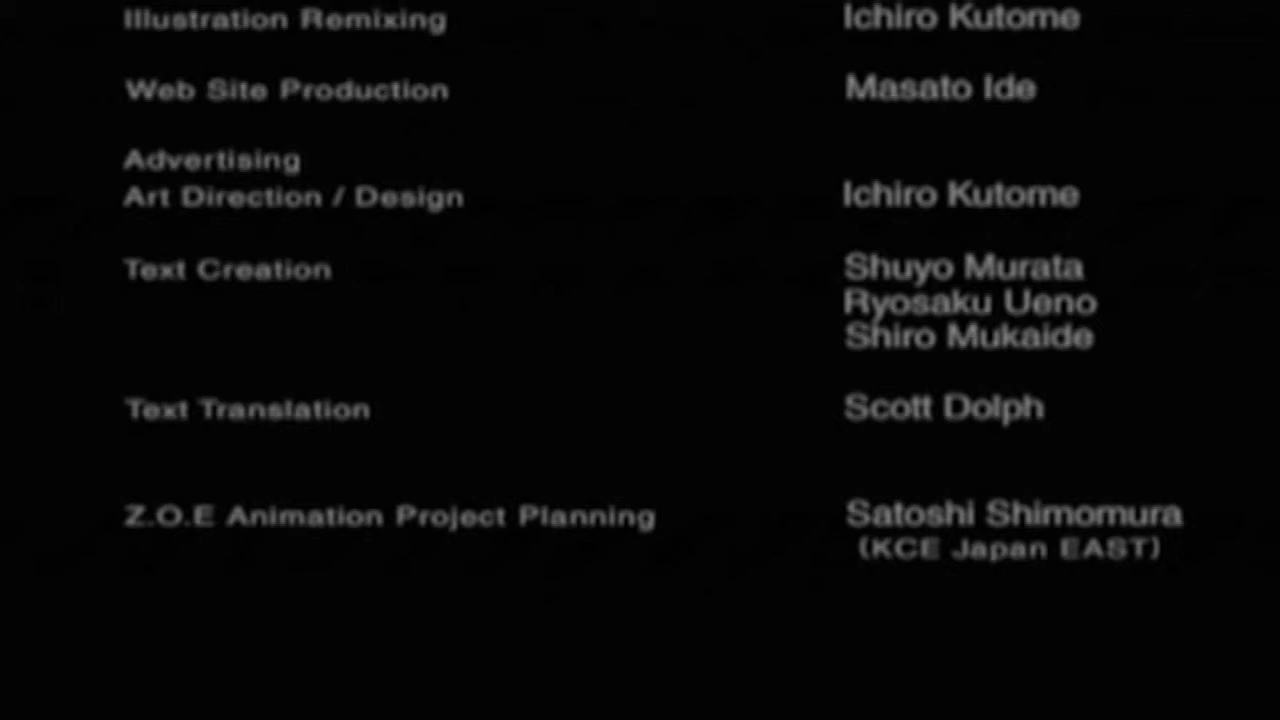 Illustration Remixing Ichiro Kutome
Web Site Production Masato Ide
Advertising
Art Direction / Design Ichiro Kutome
Text Creation Shuyo Murata
Ryosaku Ueno
Shiro Mukaide
Text Translation Scott Dolph
Z.O.E Animation Project Planning Satoshi Shimomura
(KCE Japan EAST)